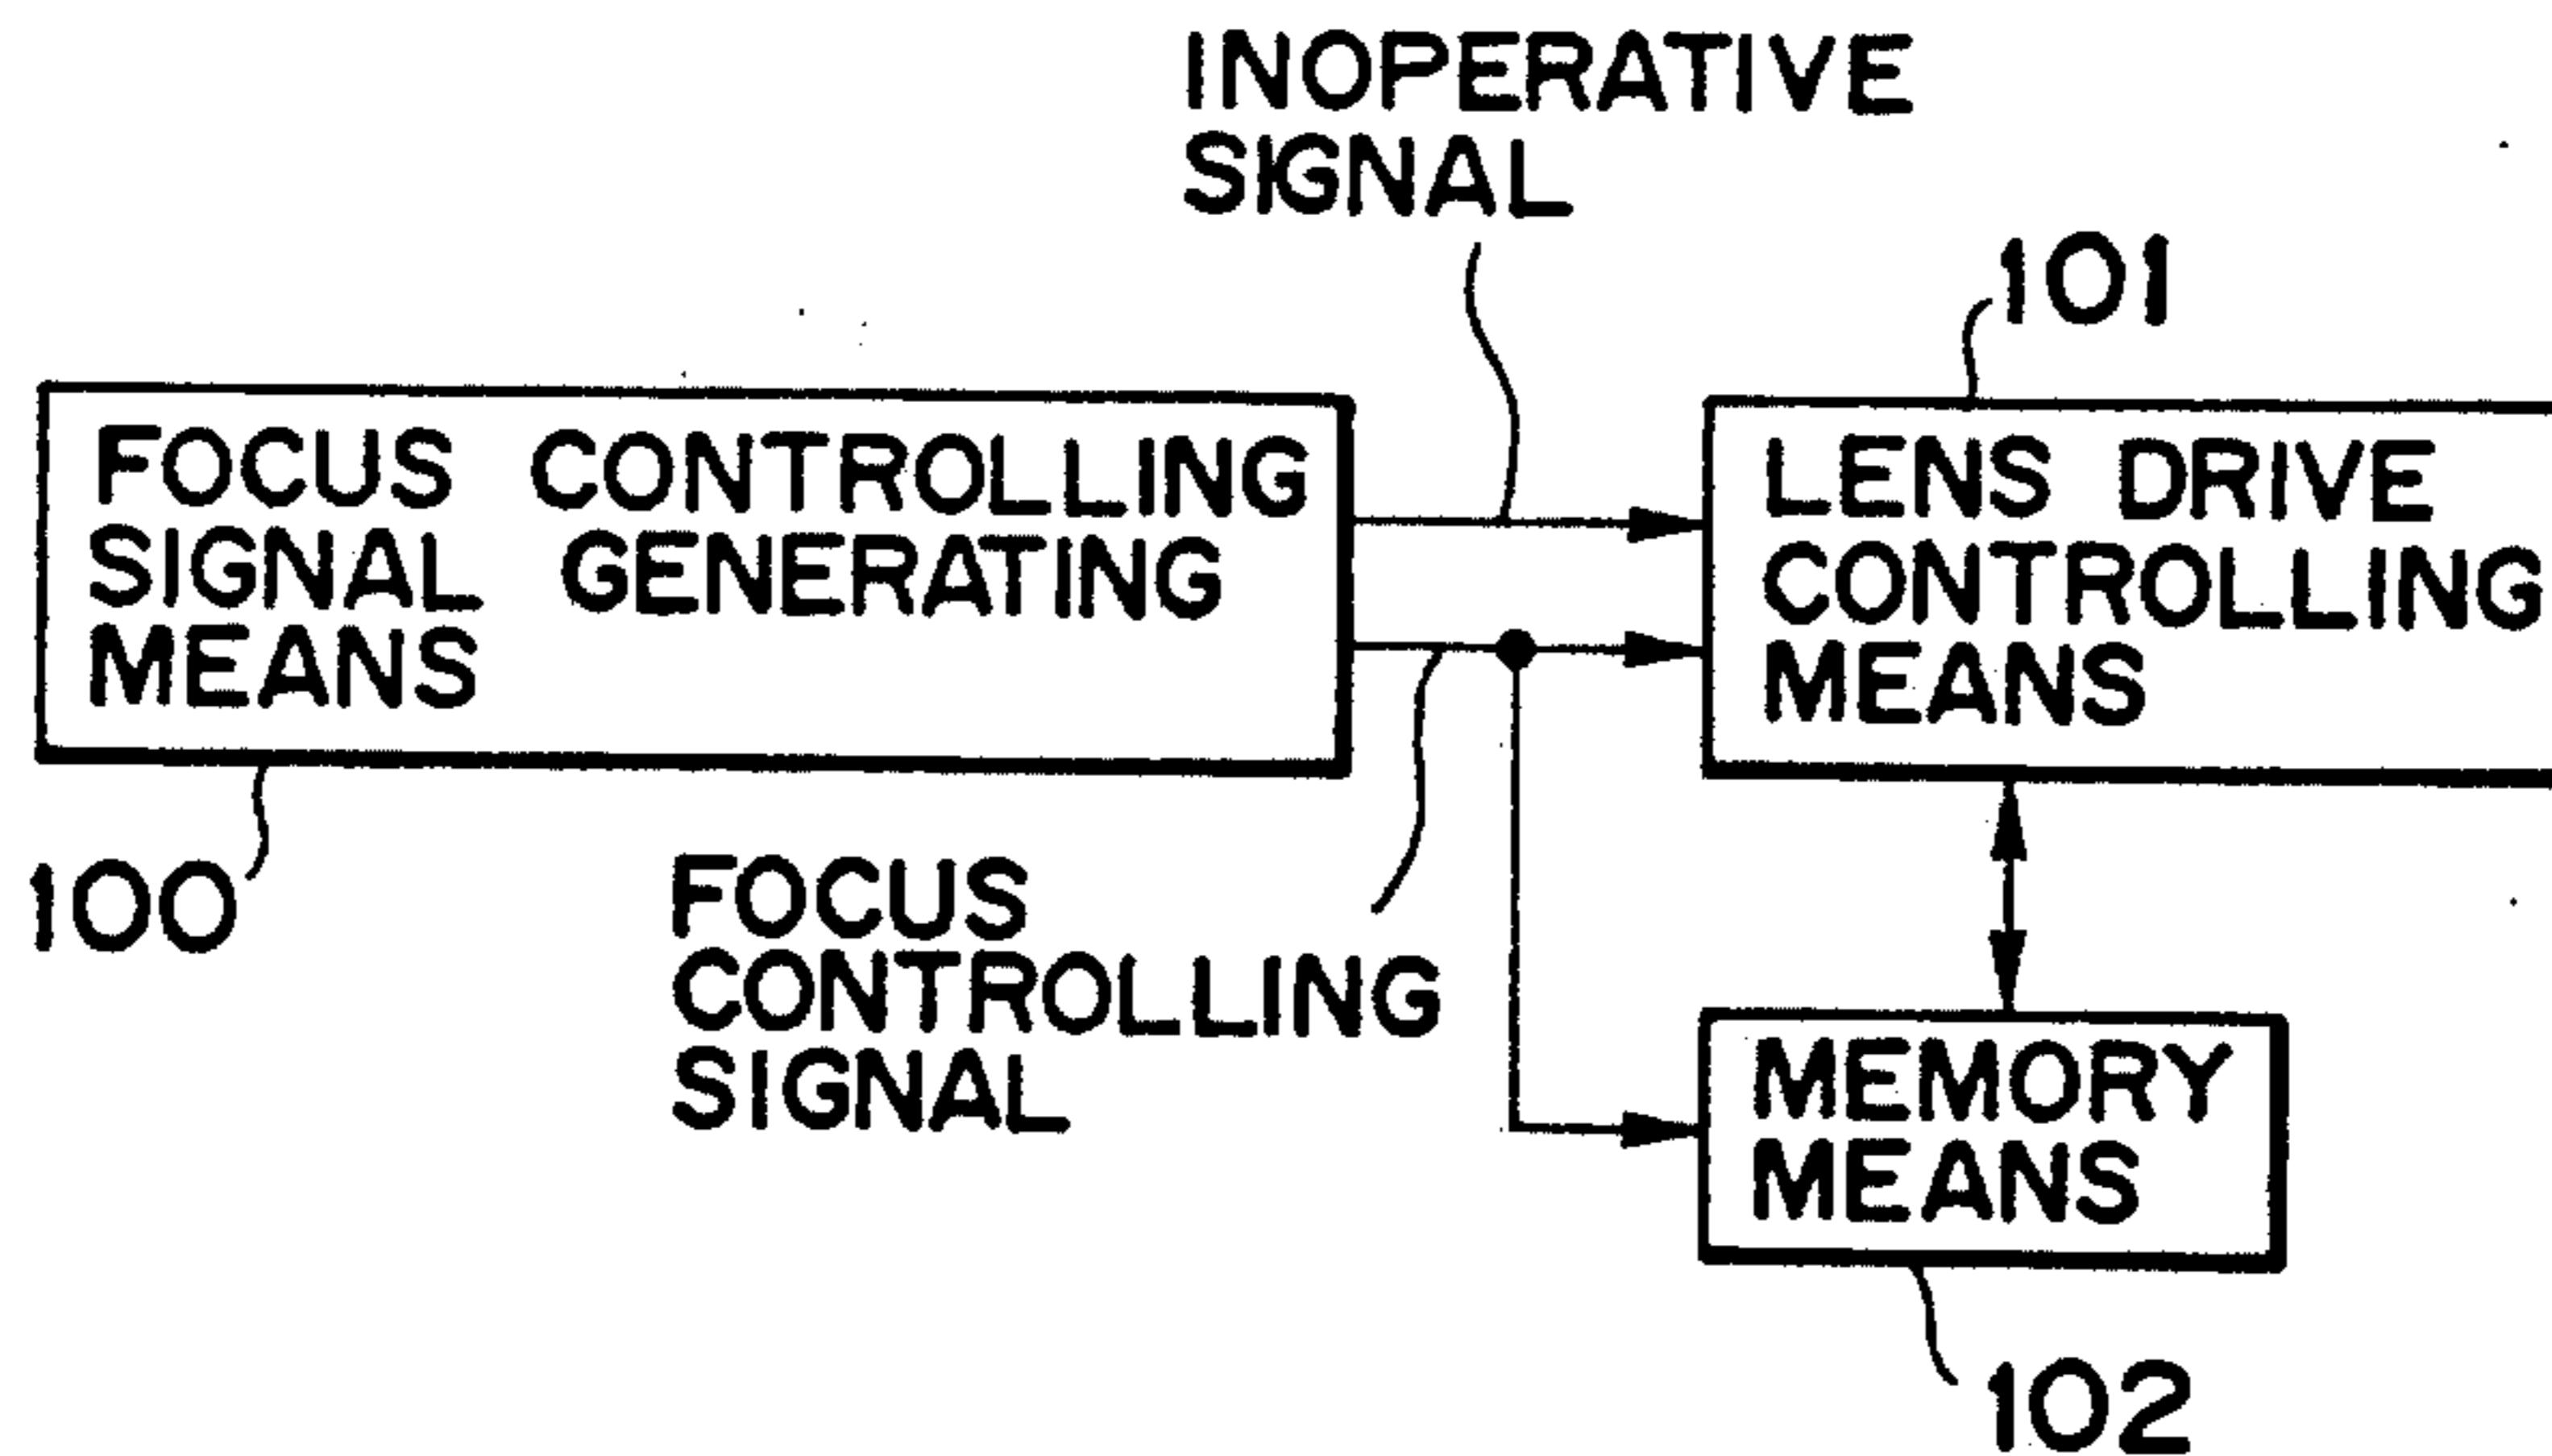 INOPERATIVE
SIGNAL
101
FOCUS CONTROLLING
SIGNAL GENERATING
MEANS
LENS DRIVE
CONTROLLING
MEANS
100
FOCUS
CONTROLLING
SIGNAL
MEMORY
MEANS
102